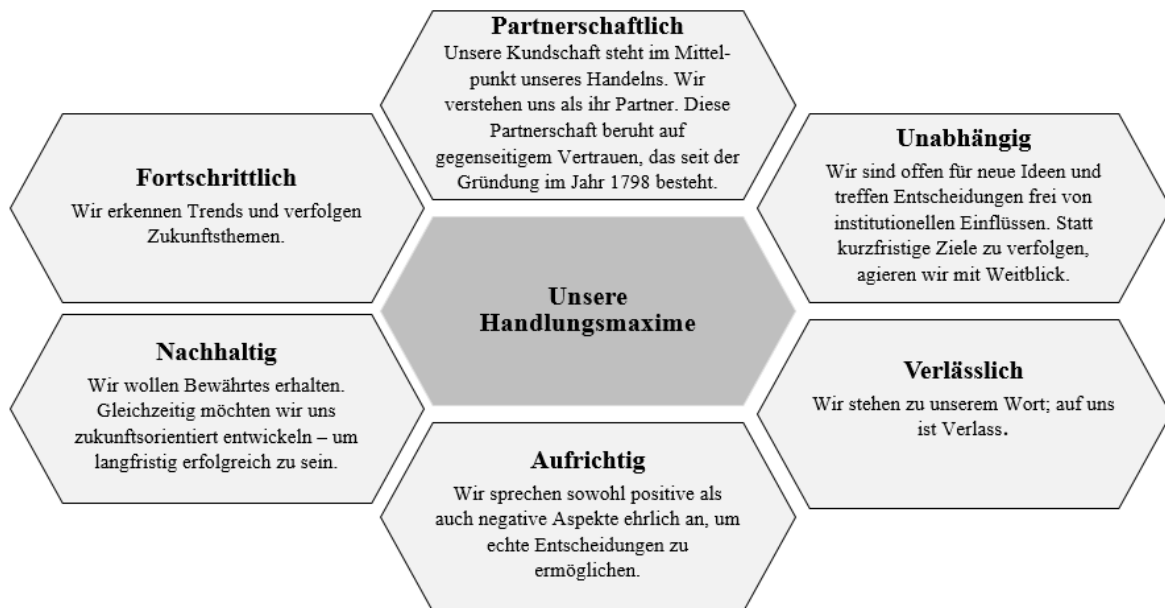 Partnerschaftlich
Unsere Kundschaft steht im Mittel-
punkt unseres Handelns. Wir
verstehen uns als ihr Partner. Diese
Partnerschaft beruht auf
gegenseitigem Vertrauen, das seit der
Gründung im Jahr 1798 besteht.
Fortschrittlich
Wir erkennen Trends und verfolgen
Zukunftsthemen.
Unabhängig
Wir sind offen für neue Ideen und
treffen Entscheidungen frei von
institutionellen Einflüssen. Statt
kurzfristige Ziele zu verfolgen,
agieren wir mit Weitblick.
Unsere
Handlungsmaxime
Nachhaltig
Wir wollen Bewährtes erhalten.
Gleichzeitig möchten wir uns
zukunftsorientiert entwickeln – um
langfristig erfolgreich zu sein.
Verlässlich
Wir stehen zu unserem Wort; auf uns
ist Verlass.
Aufrichtig
Wir sprechen sowohl positive als
auch negative Aspekte ehrlich an, um
echte Entscheidungen zu
ermöglichen.